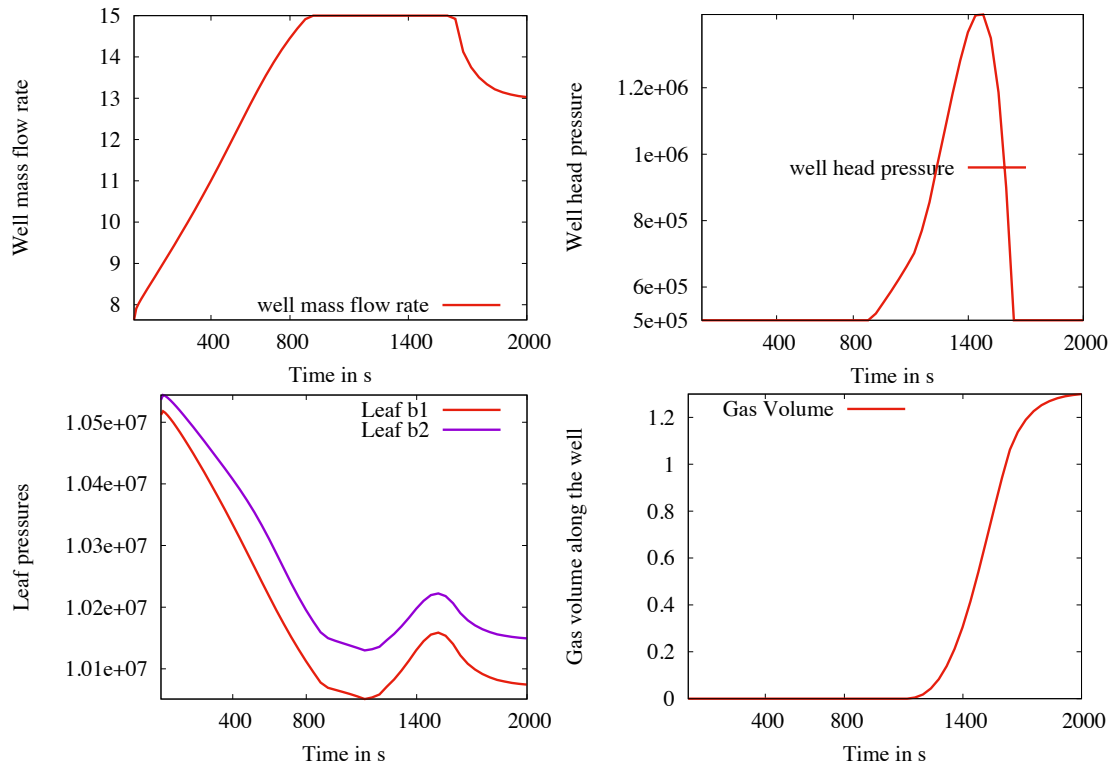 Well mass flow rate
15
14
13
12
11
10
9
8
well mass flow rate
400
800
1400
2000
Time in s
Well head pressure
1.2e+06
1e+06
8e+05
6e+05
5e+05
well head pressure
400
800
1400
2000
Time in s
Leaf pressures
1.05e+07
1.04e+07
1.03e+07
1.02e+07
1.01e+07
Leaf b1
Leaf b2
400
800
1400
2000
Time in s
Gas volume along the well
1.2
1
0.8
0.6
0.4
0.2
0
Gas Volume
400
800
1400
2000
Time in s